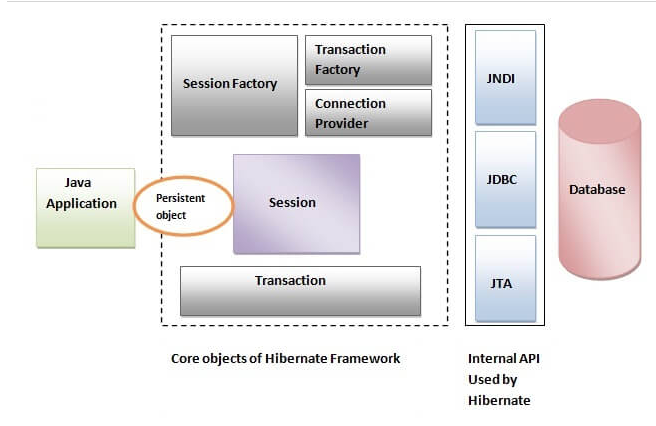 Java
Application
Persistent
object
Session Factory
Transaction
Factory
Connection
Provider
Session
Transaction
Core objects of Hibernate Framework
JNDI
JDBC
JTA
Internal API
Used by
Hibernate
Database